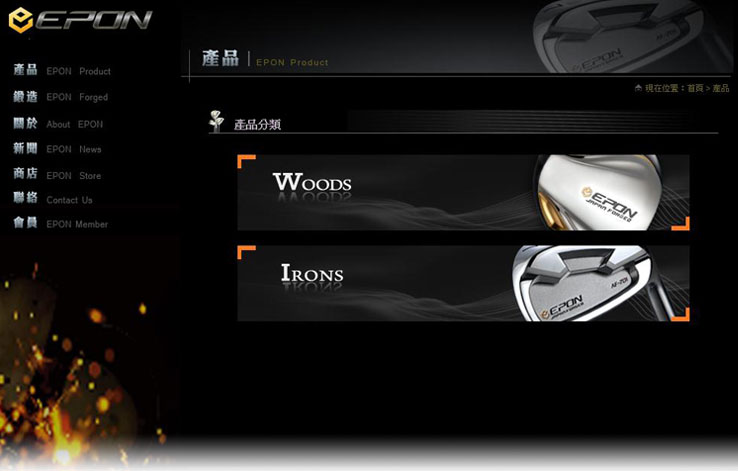 EPON
產品 EPON Product
鍛造 EPON Forged
關於 About EPON
新聞 EPON News
商店 EPON Store
聯絡 Contact Us
會員 EPON Member
產品 | EPON Product
現在位置：首頁 > 產品
產品分類
WOODS
EPON
JAPAN FORGED
IRONS
EPON